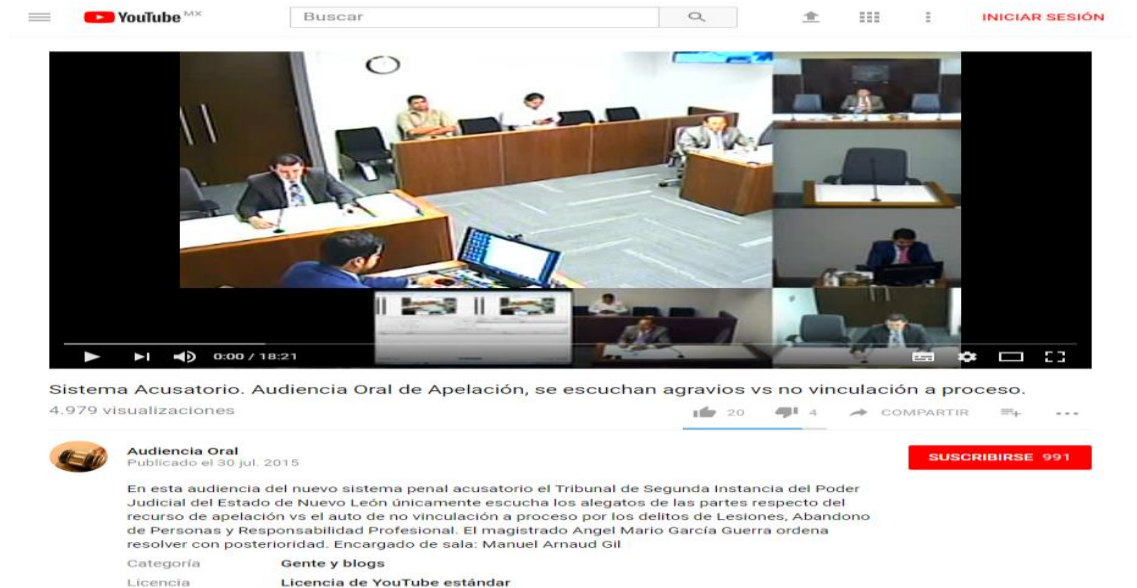 YouTube MX
Buscar
INICIAR SESIÓN
0:00 / 18:21
Sistema Acusatorio. Audiencia Oral de Apelación, se escuchan agravios vs no vinculación a proceso.
4.979 visualizaciones
20
4
COMPARTIR
Audiencia Oral
Publicado el 30 jul. 2015
SUSCRIBIRSE 991
En esta audiencia del nuevo sistema penal acusatorio el Tribunal de Segunda Instancia del Poder
Judicial del Estado de Nuevo León únicamente escucha los alegatos de las partes respecto del
recurso de apelación vs el auto de no vinculación a proceso por los delitos de Lesiones, Abandono
de Personas y Responsabilidad Profesional. El magistrado Angel Mario García Guerra ordena
resolver con posterioridad. Encargado de sala: Manuel Arnaud Gil
Categoría Gente y blogs
Licencia Licencia de YouTube estándar